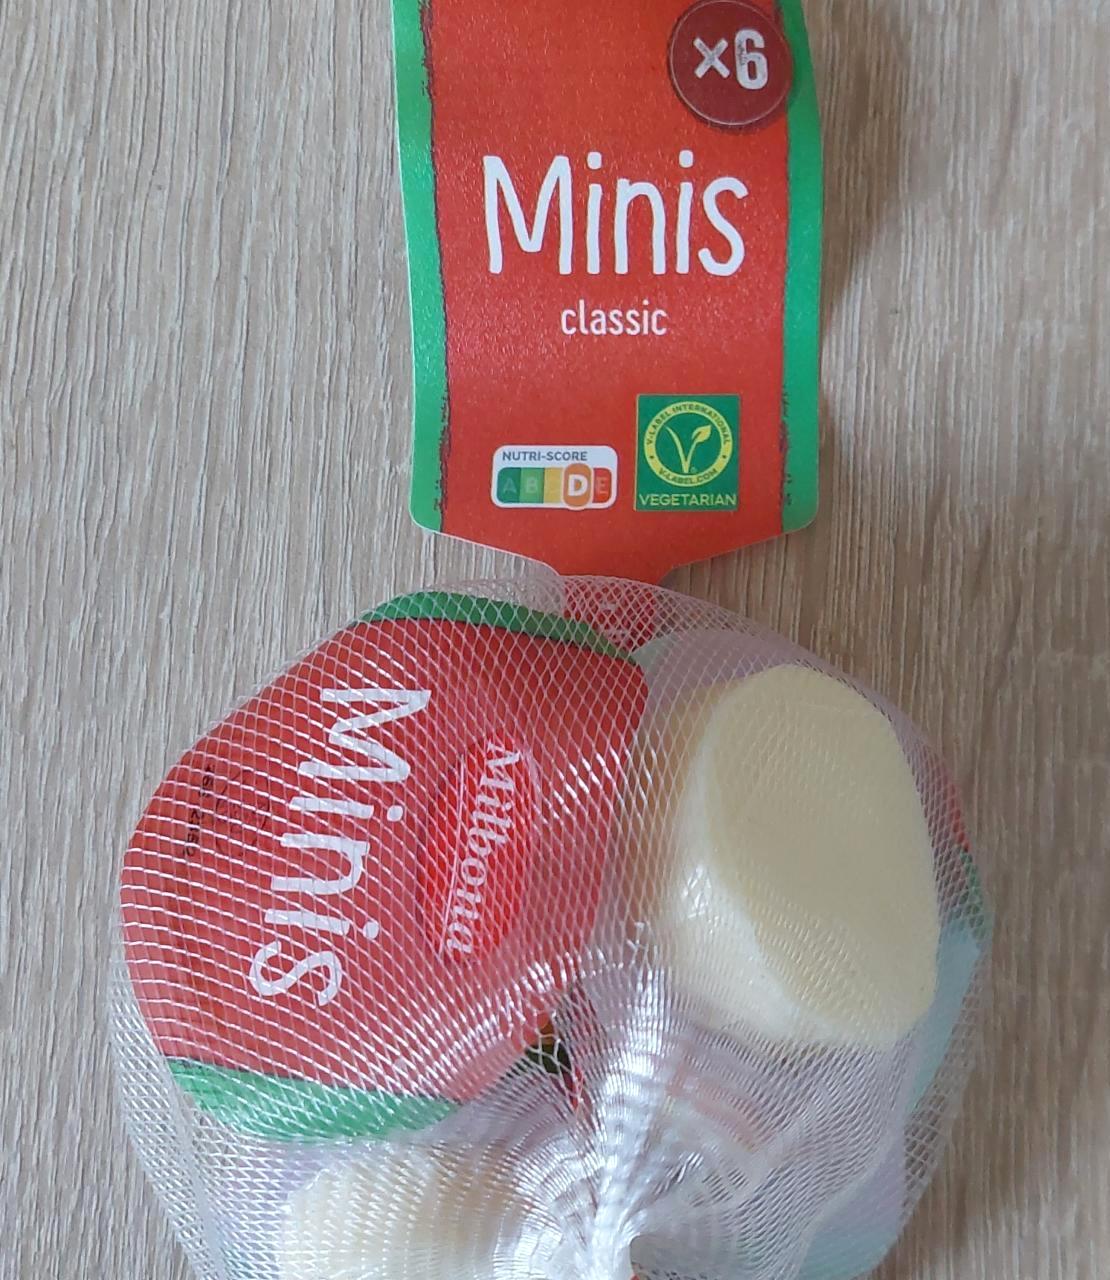 ×6
Minis
classic
NUTRI-SCORE
A B C D E
V-LABEL INTERNATIONAL
V-LABEL.COM
VEGETARIAN
Minis
Milbona